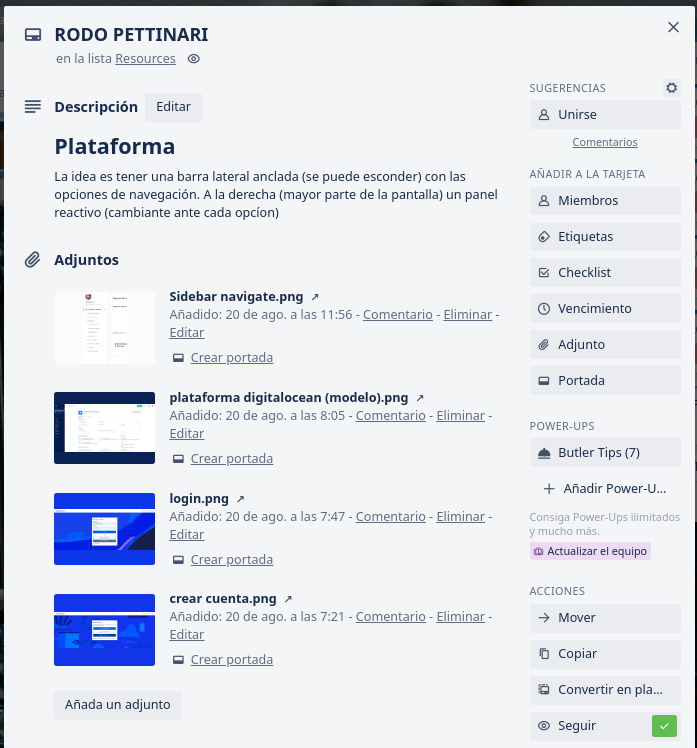 RODO PETTINARI
en la lista Resources
Descripción Editar
Plataforma
La idea es tener una barra lateral anclada (se puede esconder) con las
opciones de navegación. A la derecha (mayor parte de la pantalla) un panel
reactivo (cambiante ante cada opcíon)
Adjuntos
Sidebar navigate.png ↗
Añadido: 20 de ago. a las 11:56 - Comentario - Eliminar -
Editar
Crear portada
plataforma digitalocean (modelo).png ↗
Añadido: 20 de ago. a las 8:05 - Comentario - Eliminar -
Editar
Crear portada
login.png ↗
Añadido: 20 de ago. a las 7:47 - Comentario - Eliminar -
Editar
Crear portada
crear cuenta.png ↗
Añadido: 20 de ago. a las 7:21 - Comentario - Eliminar -
Editar
Crear portada
Añada un adjunto
SUGERENCIAS
Unirse
Comentarios
AÑADIR A LA TARJETA
Miembros
Etiquetas
Checklist
Vencimiento
Adjunto
Portada
POWER-UPS
Butler Tips (7)
Añadir Power-U...
Consiga Power-Ups ilimitados
y mucho más.
Actualizar el equipo
ACCIONES
Mover
Copiar
Convertir en pla...
Seguir